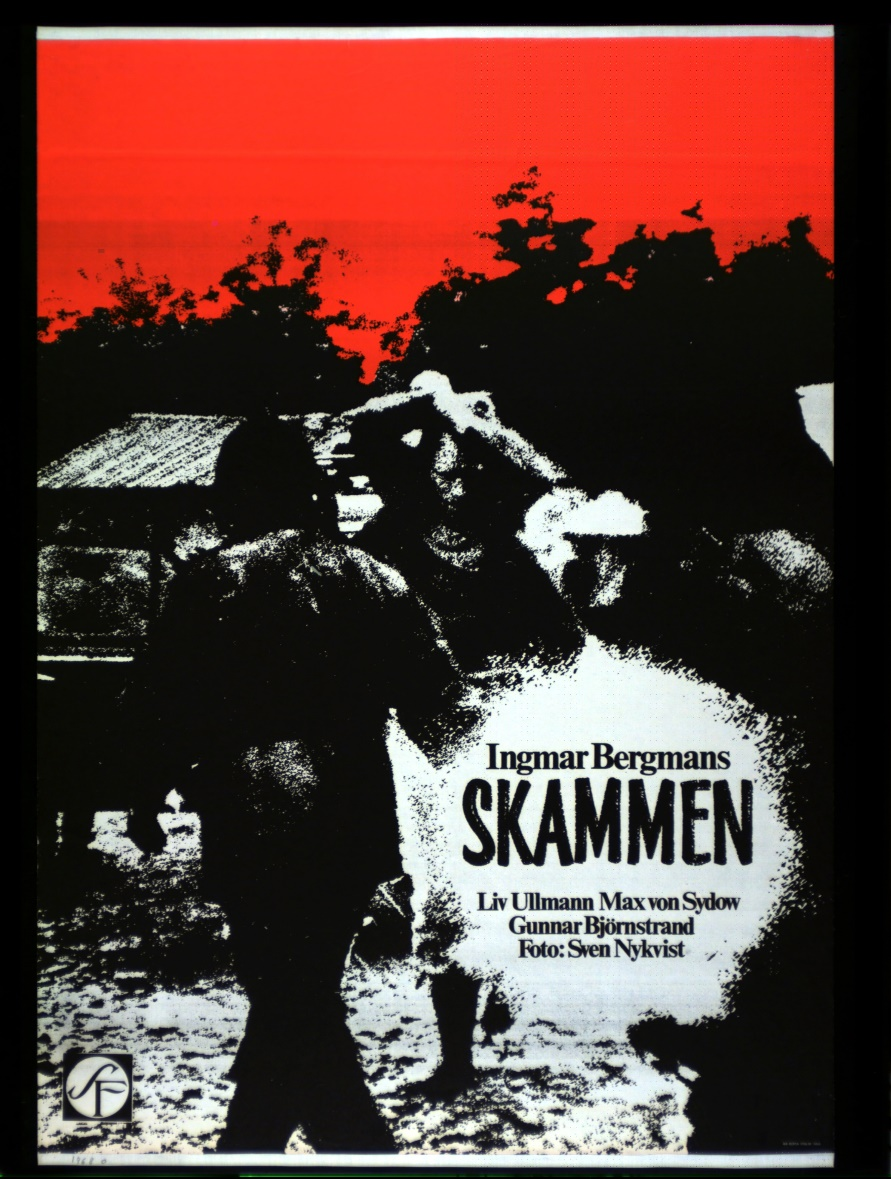 Ingmar Bergmans
SKAMMEN
Liv Ullmann Max von Sydow
Gunnar Björnstrand
Foto: Sven Nykvist
SF